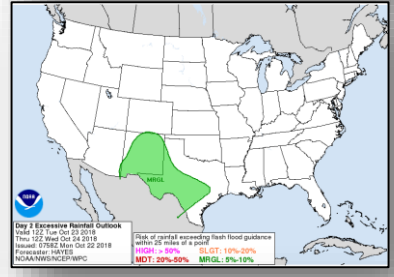 MRGL
NOAA
Day 2 Excessive Rainfall Outlook
Valid 12Z Tue Oct 23 2018
Thru 12Z Wed Oct 24 2018
Issued: 0758Z Mon Oct 22 2018
Forecaster: HAYES
NOAA/NWS/NCEP/WPC
Risk of rainfall exceeding flash flood guidance
within 25 miles of a point
HIGH: > 50% SLGT: 10%-20%
MDT: 20%-50% MRGL: 5%-10%